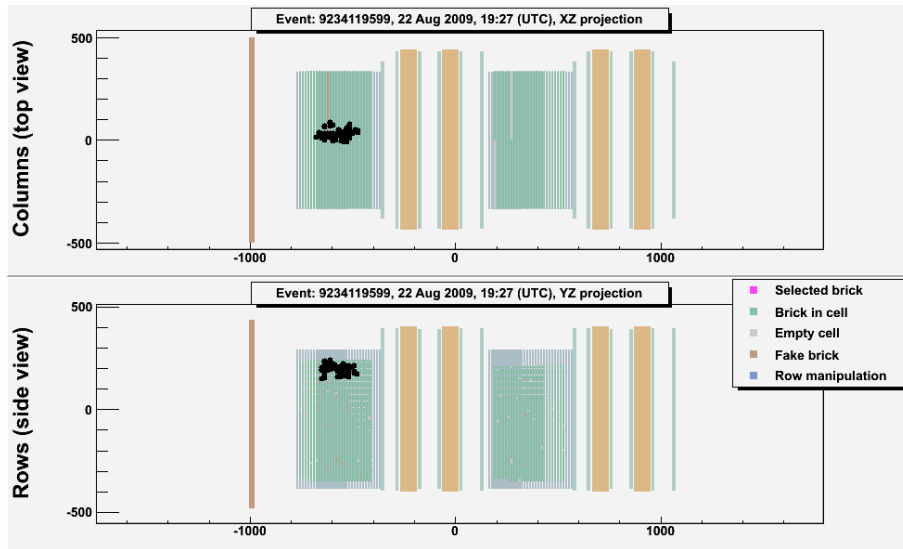 Event: 9234119599, 22 Aug 2009, 19:27 (UTC), XZ projection
Columns (top view)
500
0
-500
-1000
0
1000
Event: 9234119599, 22 Aug 2009, 19:27 (UTC), YZ projection
Rows (side view)
500
0
-500
-1000
0
1000
Selected brick
Brick in cell
Empty cell
Fake brick
Row manipulation